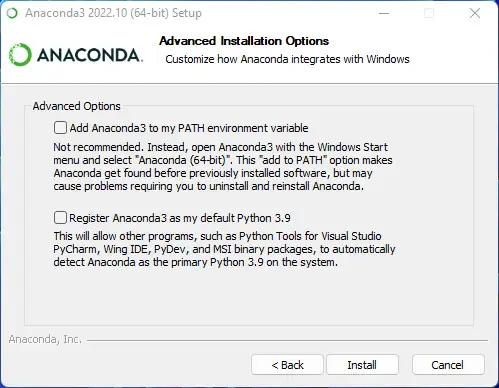 Anaconda3 2022.10 (64-bit) Setup
ANACONDA.
Advanced Installation Options
Customize how Anaconda integrates with Windows
Advanced Options
Add Anaconda3 to my PATH environment variable
Not recommended. Instead, open Anaconda3 with the Windows Start
menu and select "Anaconda (64-bit)". This "add to PATH" option makes
Anaconda get found before previously installed software, but may
cause problems requiring you to uninstall and reinstall Anaconda.
Register Anaconda3 as my default Python 3.9
This will allow other programs, such as Python Tools for Visual Studio
PyCharm, Wing IDE, PyDev, and MSI binary packages, to automatically
detect Anaconda as the primary Python 3.9 on the system.
Anaconda, Inc.
< Back
Install
Cancel